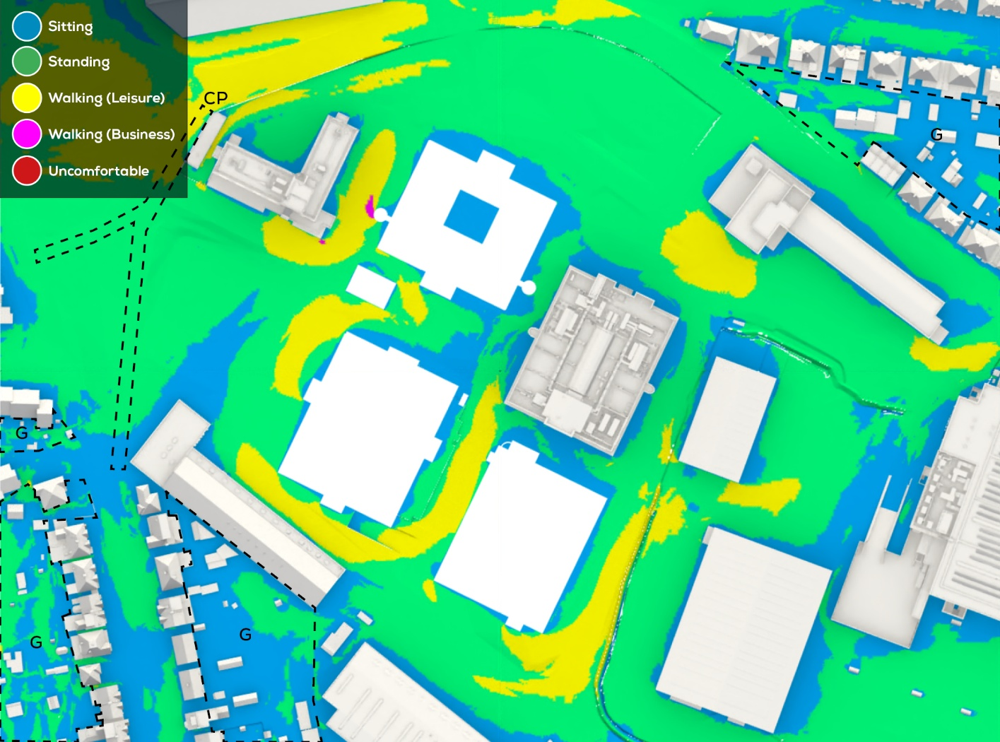 Sitting
Standing
Walking (Leisure)
Walking (Business)
Uncomfortable
CP
G
G
G
G